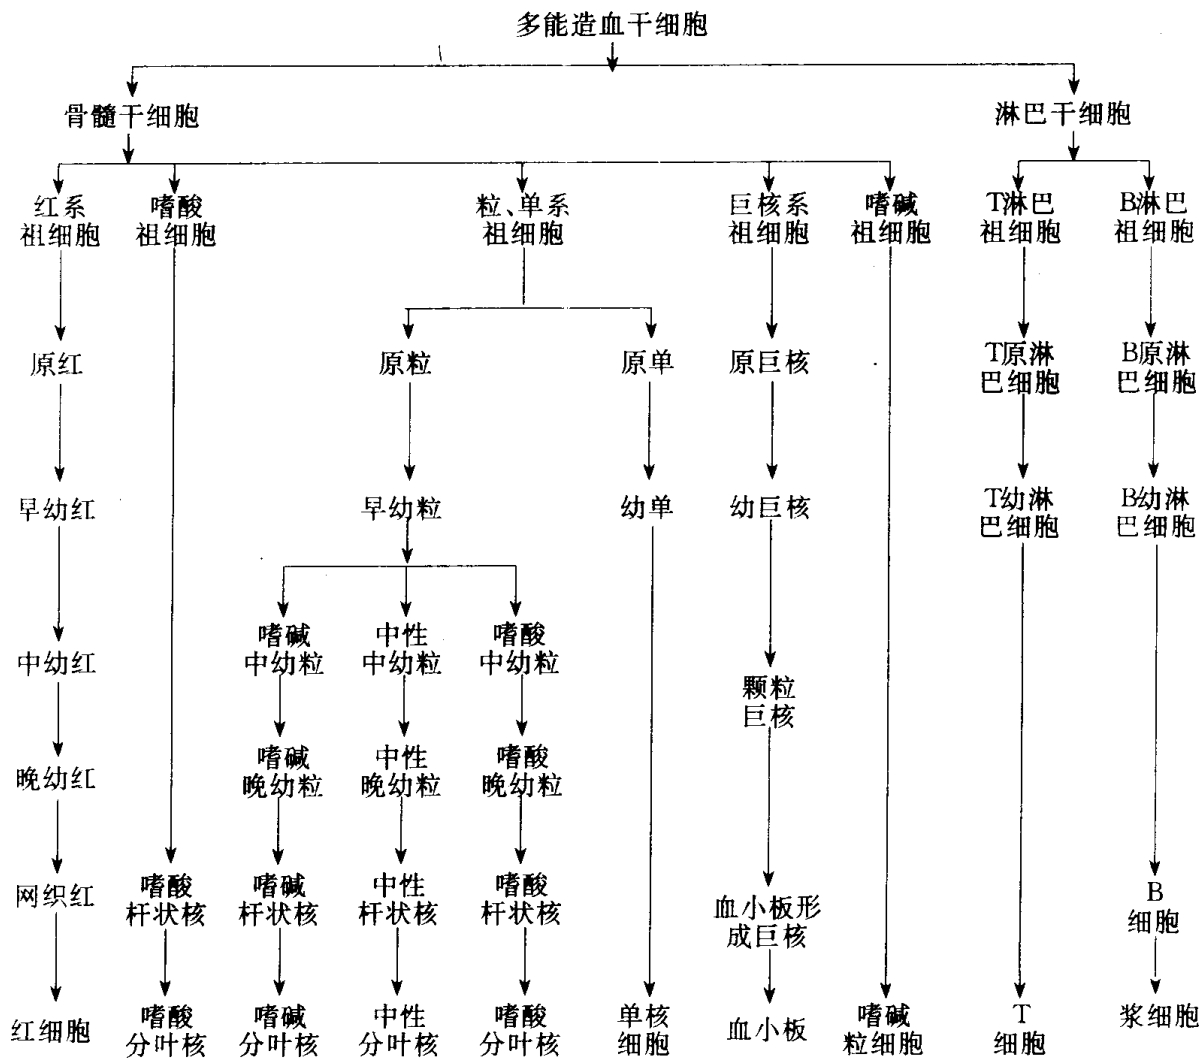 多能造血干细胞
骨髓干细胞
淋巴干细胞
红系
祖细胞
嗜酸
祖细胞
粒、单系
祖细胞
巨核系
祖细胞
嗜碱
祖细胞
T淋巴
祖细胞
B淋巴
祖细胞
原红
原粒
原单
原巨核
T原淋
巴细胞
B原淋
巴细胞
早幼红
早幼粒
幼单
幼巨核
T幼淋
巴细胞
B幼淋
巴细胞
中幼红
嗜碱
中幼粒
中性
中幼粒
嗜酸
中幼粒
颗粒
巨核
晚幼红
嗜碱
晚幼粒
中性
晚幼粒
嗜酸
晚幼粒
网织红
嗜酸
杆状核
嗜碱
杆状核
中性
杆状核
嗜酸
杆状核
血小板形
成巨核
B
细胞
红细胞
嗜酸
分叶核
嗜碱
分叶核
中性
分叶核
嗜酸
分叶核
单核
细胞
血小板
嗜碱
粒细胞
T
细胞
浆细胞